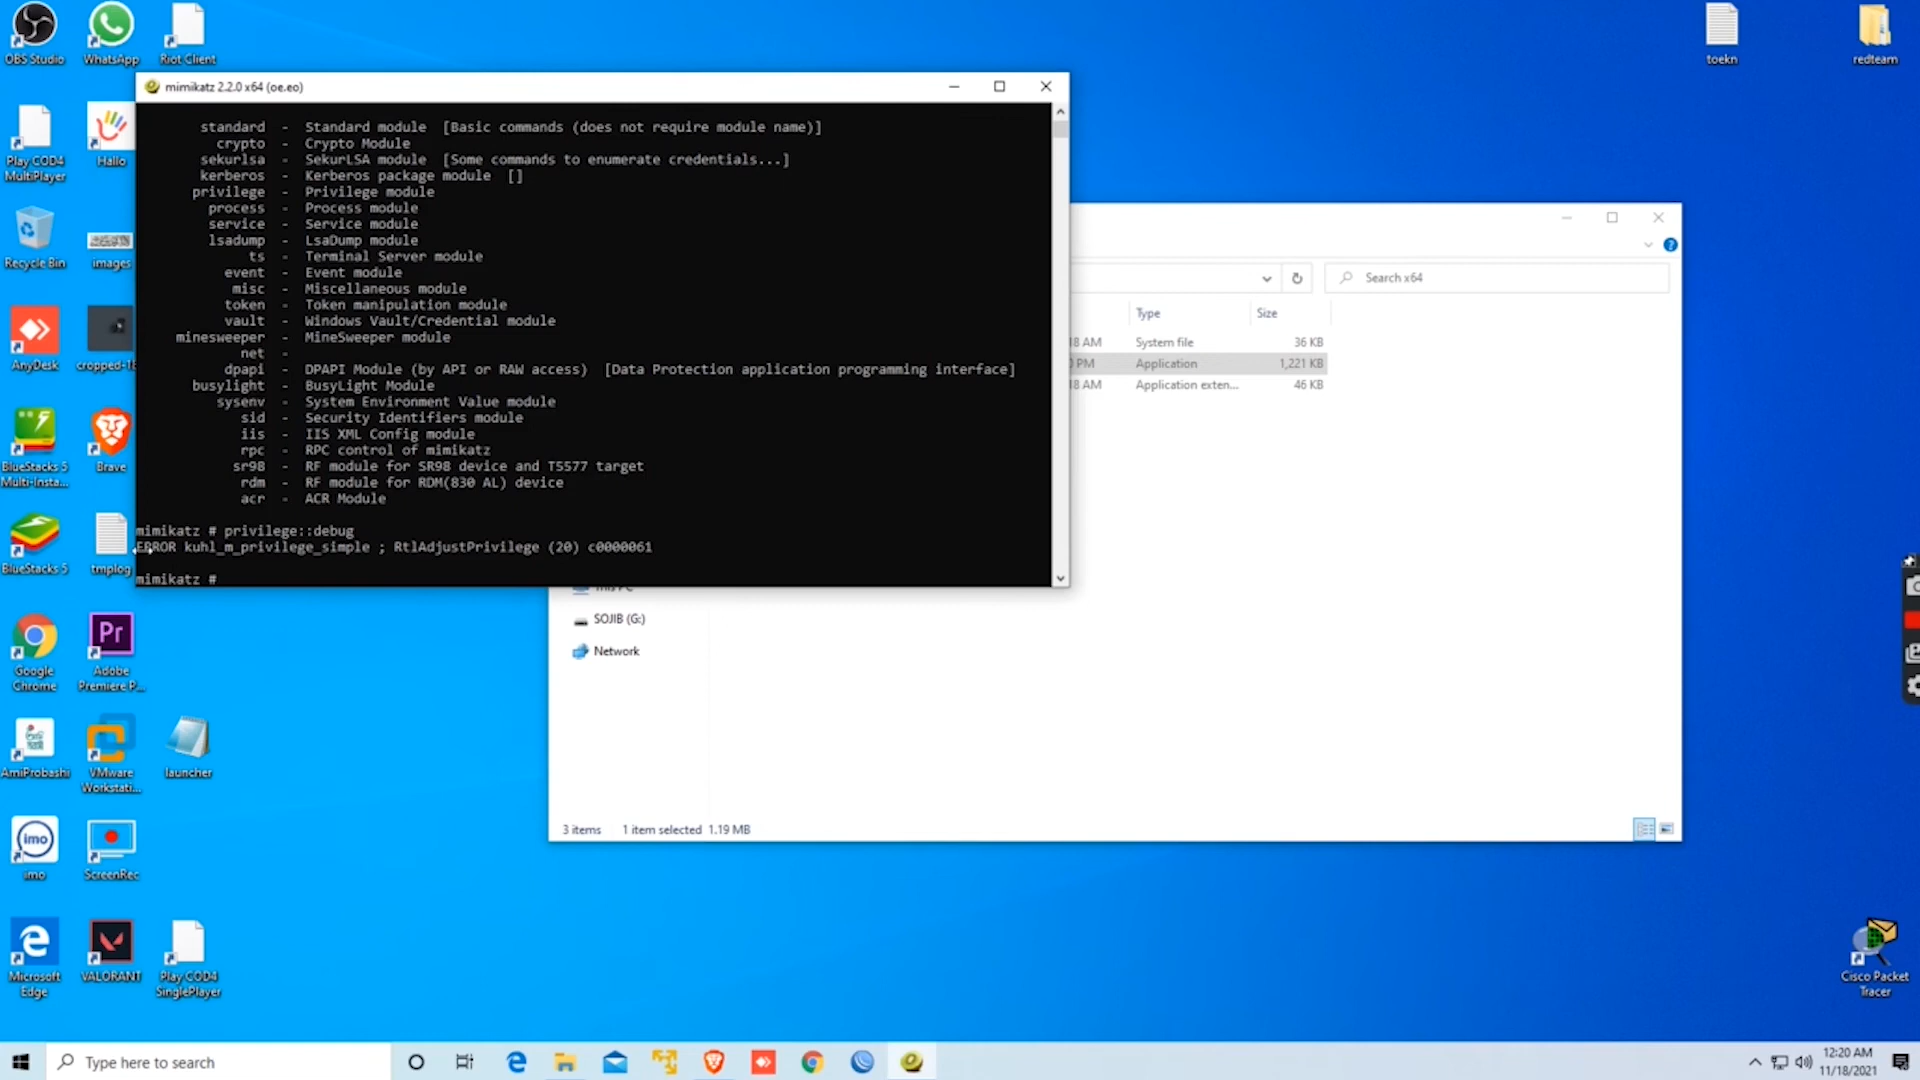 OBS Studio
WhatsApp
Riot Client
toekn
redteam
mimikatz 2.2.0 x64 (oe.eo)
standard - Standard module [Basic commands (does not require module name)]
crypto - Crypto Module
sekurlsa - SekurLSA module [Some commands to enumerate credentials...]
kerberos - Kerberos package module []
privilege - Privilege module
process - Process module
service - Service module
lsadump - LsaDump module
ts - Terminal Server module
event - Event module
misc - Miscellaneous module
token - Token manipulation module
vault - Windows Vault/Credential module
minesweeper - MineSweeper module
net -
dpapi - DPAPI Module (by API or RAW access) [Data Protection application programming interface]
busylight - BusyLight Module
sysenv - System Environment Value module
sid - Security Identifiers module
iis - IIS XML Config module
rpc - RPC control of mimikatz
sr98 - RF module for SR98 device and T5577 target
rdm - RF module for RDM(830 AL) device
acr - ACR Module
mimikatz # privilege::debug
ERROR kuhl_m_privilege_simple ; RtlAdjustPrivilege (20) c0000061
mimikatz #
Play COD4
MultiPlayer
Hallo
Recycle Bin
images
AnyDesk
cropped-18
BlueStacks 5
Multi-Insta...
Brave
BlueStacks 5
tmplog
Google
Chrome
Pr
Adobe
Premiere P...
AmiProbashi
VMware
Workstati...
launcher
imo
imo
ScreenRec
Microsoft
Edge
VALORANT
Play COD4
SinglePlayer
Search x64
Type
Size
18 AM
System file
36 KB
PM
Application
1,221 KB
18 AM
Application exten...
46 KB
This PC
SOJIB (G:)
Network
3 items
1 item selected 1.19 MB
Cisco Packet
Tracer
Type here to search
12:20 AM
11/18/2021